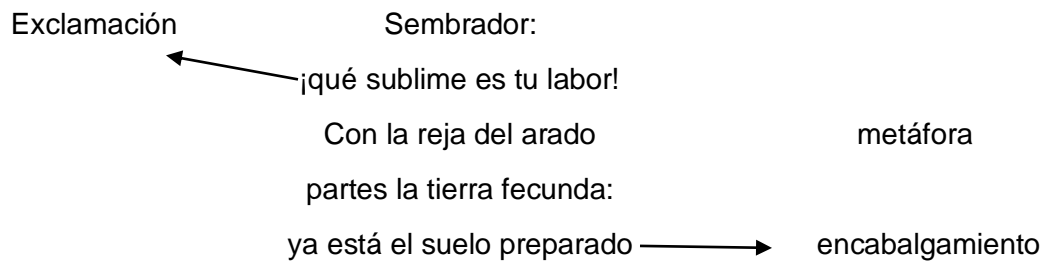 Exclamación Sembrador:
¡qué sublime es tu labor!
Con la reja del arado metáfora
partes la tierra fecunda:
ya está el suelo preparado encabalgamiento